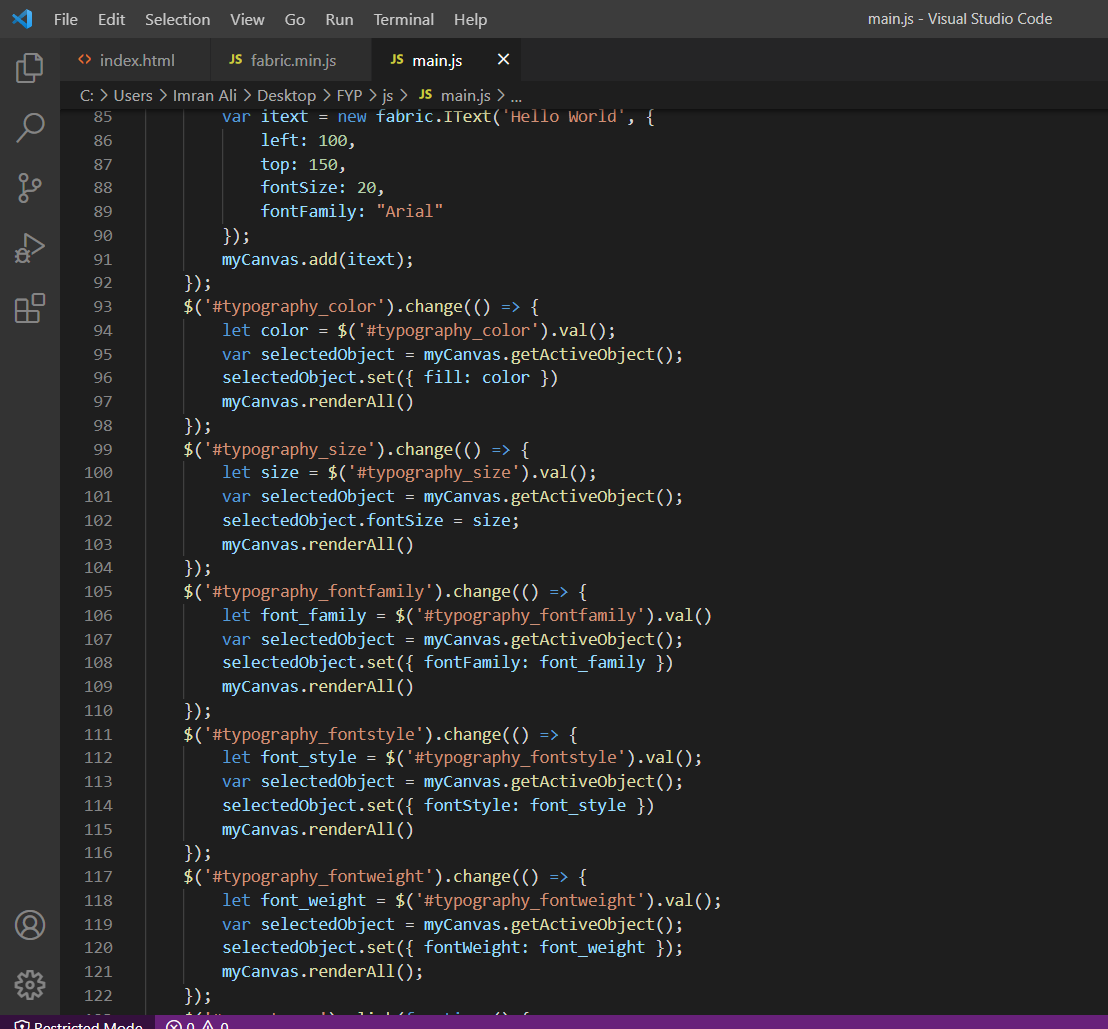 File Edit Selection View Go Run Terminal Help main.js - Visual Studio Code
<> index.html JS fabric.min.js JS main.js ×
C: > Users > Imran Ali > Desktop > FYP > js > JS main.js > ...
85 var itext = new fabric.IText('Hello World', {
86 left: 100,
87 top: 150,
88 fontSize: 20,
89 fontFamily: "Arial"
90 });
91 myCanvas.add(itext);
92 });
93 $('#typography_color').change(() => {
94 let color = $('#typography_color').val();
95 var selectedObject = myCanvas.getActiveObject();
96 selectedObject.set({ fill: color })
97 myCanvas.renderAll()
98 });
99 $('#typography_size').change(() => {
100 let size = $('#typography_size').val();
101 var selectedObject = myCanvas.getActiveObject();
102 selectedObject.fontSize = size;
103 myCanvas.renderAll()
104 });
105 $('#typography_fontfamily').change(() => {
106 let font_family = $('#typography_fontfamily').val()
107 var selectedObject = myCanvas.getActiveObject();
108 selectedObject.set({ fontFamily: font_family })
109 myCanvas.renderAll()
110 });
111 $('#typography_fontstyle').change(() => {
112 let font_style = $('#typography_fontstyle').val();
113 var selectedObject = myCanvas.getActiveObject();
114 selectedObject.set({ fontStyle: font_style })
115 myCanvas.renderAll()
116 });
117 $('#typography_fontweight').change(() => {
118 let font_weight = $('#typography_fontweight').val();
119 var selectedObject = myCanvas.getActiveObject();
120 selectedObject.set({ fontWeight: font_weight });
121 myCanvas.renderAll();
122 });
Restricted Mode 0 0